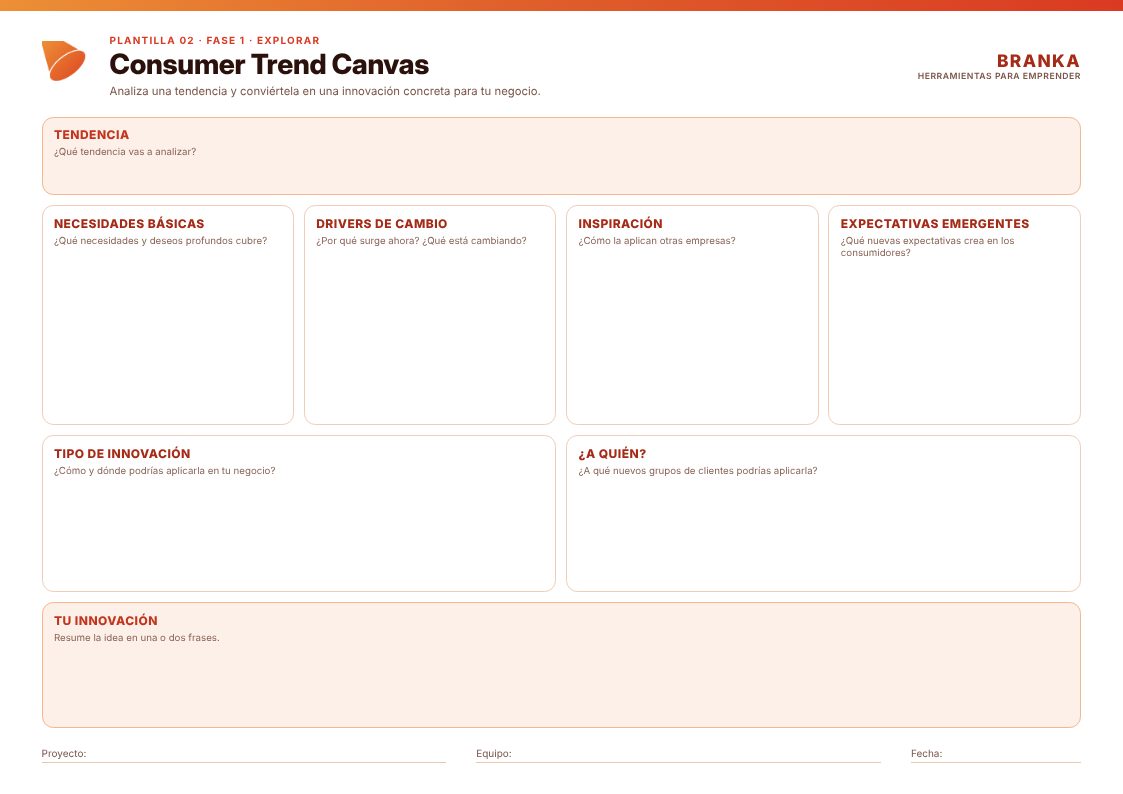 PLANTILLA 02 · FASE 1 · EXPLORAR
Consumer Trend Canvas
Analiza una tendencia y conviértela en una innovación concreta para tu negocio.
BRANKA
HERRAMIENTAS PARA EMPRENDER
TENDENCIA
¿Qué tendencia vas a analizar?
NECESIDADES BÁSICAS
¿Qué necesidades y deseos profundos cubre?
DRIVERS DE CAMBIO
¿Por qué surge ahora? ¿Qué está cambiando?
INSPIRACIÓN
¿Cómo la aplican otras empresas?
EXPECTATIVAS EMERGENTES
¿Qué nuevas expectativas crea en los
consumidores?
TIPO DE INNOVACIÓN
¿Cómo y dónde podrías aplicarla en tu negocio?
¿A QUIÉN?
¿A qué nuevos grupos de clientes podrías aplicarla?
TU INNOVACIÓN
Resume la idea en una o dos frases.
Proyecto:
Equipo:
Fecha: